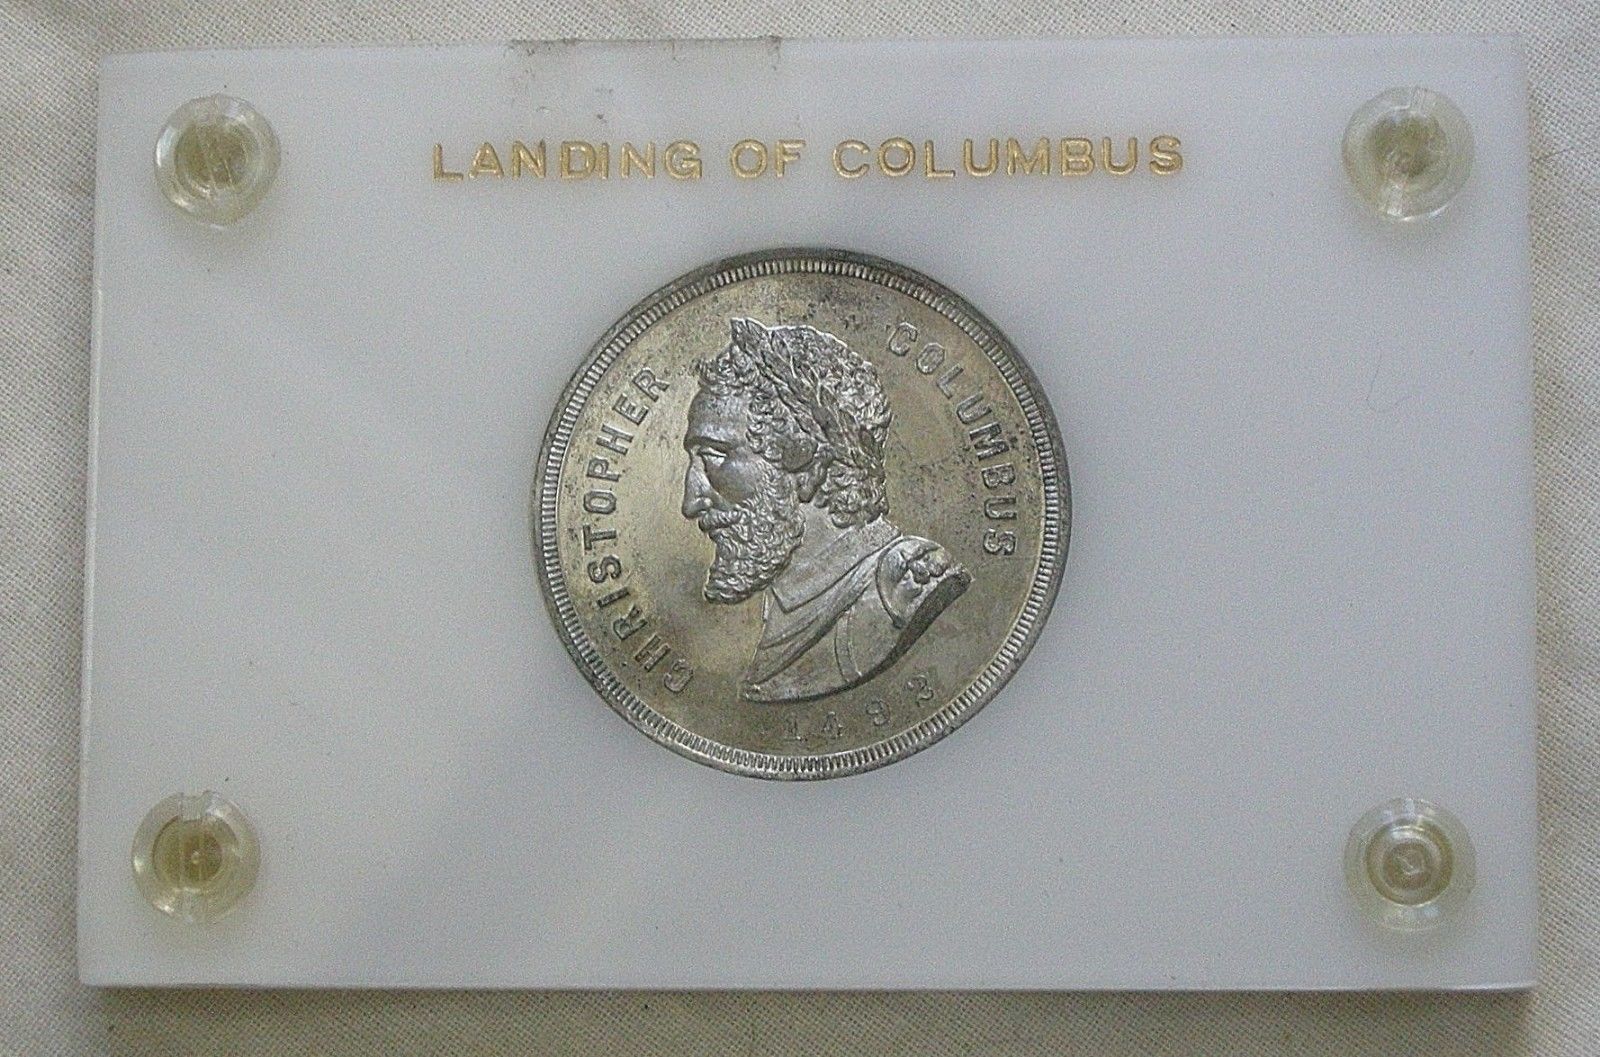 LANDING OF COLUMBUS
CHRISTOPHER COLUMBUS
1492